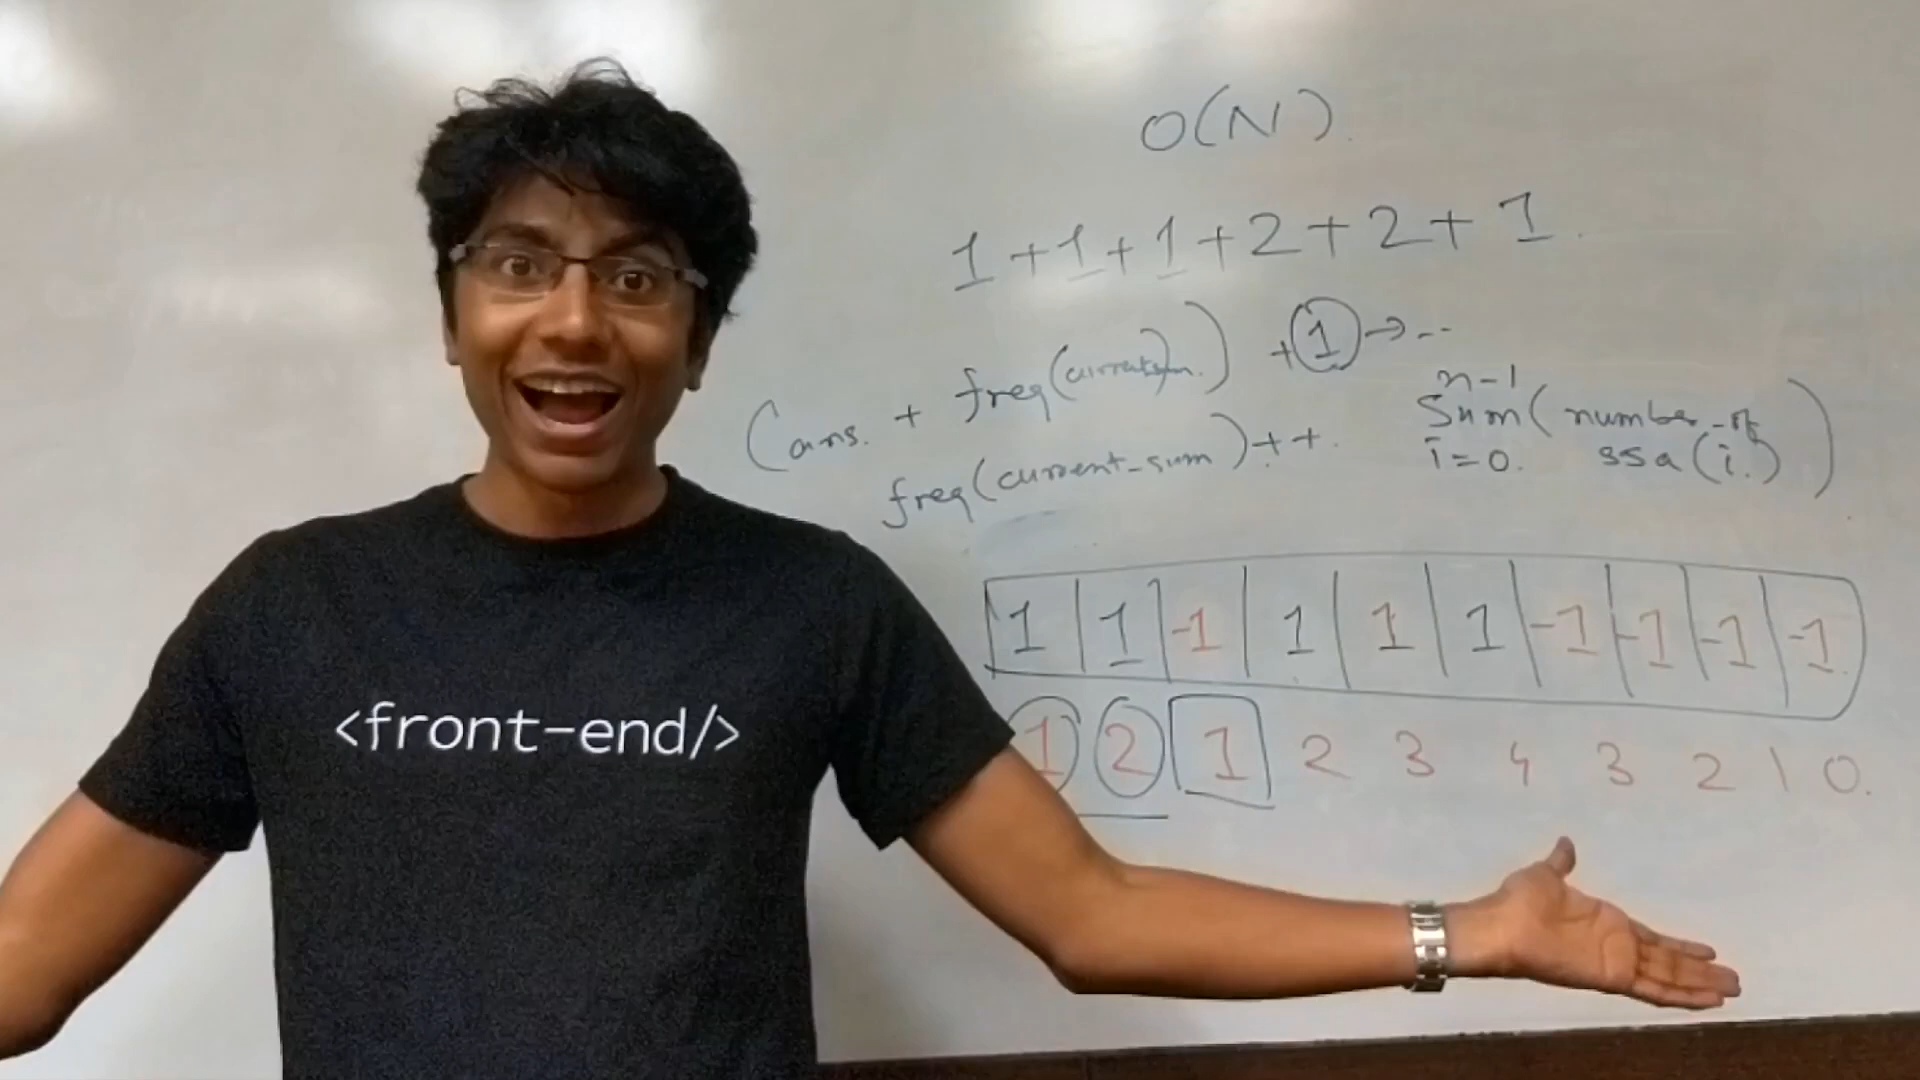 O(N).
1+1+1+2+2+1.
(ans. + freq( ) +1→--
freq(current-sum)++.
n-1
Sum(number-of
i=0. ssa(i.))
1 1 -1 1 1 1 -1 -1 -1 -1
1 2 1 2 3 4 3 2 1 0.
<front-end/>